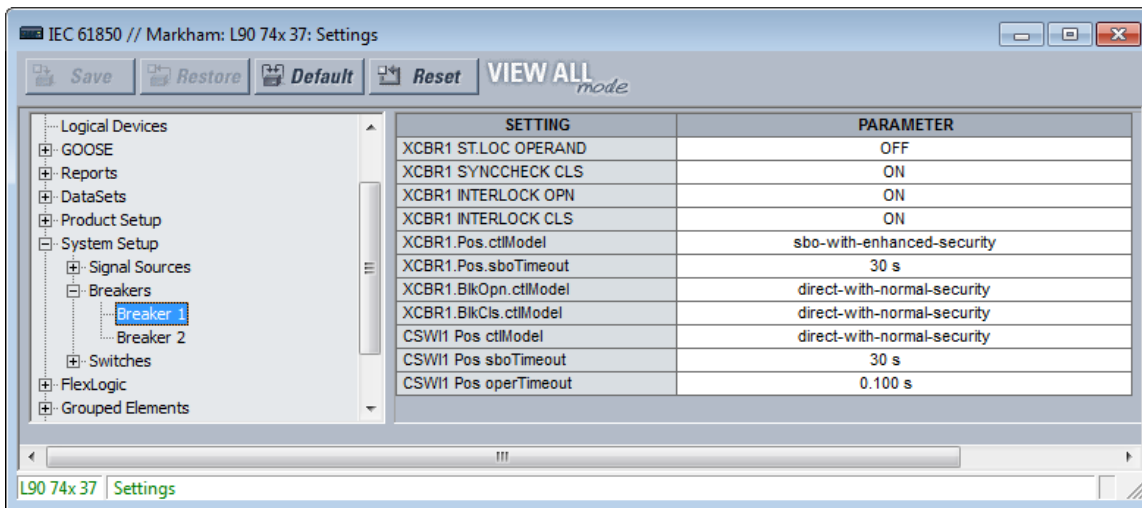 IEC 61850 // Markham: L90 74x 37: Settings
Save Restore Default Reset VIEW ALL mode
Logical Devices
GOOSE
Reports
DataSets
Product Setup
System Setup
Signal Sources
Breakers
Breaker 1
Breaker 2
Switches
FlexLogic
Grouped Elements
SETTING PARAMETER
XCBR1 ST.LOC OPERAND OFF
XCBR1 SYNCCHECK CLS ON
XCBR1 INTERLOCK OPN ON
XCBR1 INTERLOCK CLS ON
XCBR1.Pos.ctlModel sbo-with-enhanced-security
XCBR1.Pos.sboTimeout 30 s
XCBR1.BlkOpn.ctlModel direct-with-normal-security
XCBR1.BlkCls.ctlModel direct-with-normal-security
CSWI1 Pos ctlModel direct-with-normal-security
CSWI1 Pos sboTimeout 30 s
CSWI1 Pos operTimeout 0.100 s
L90 74x 37 Settings